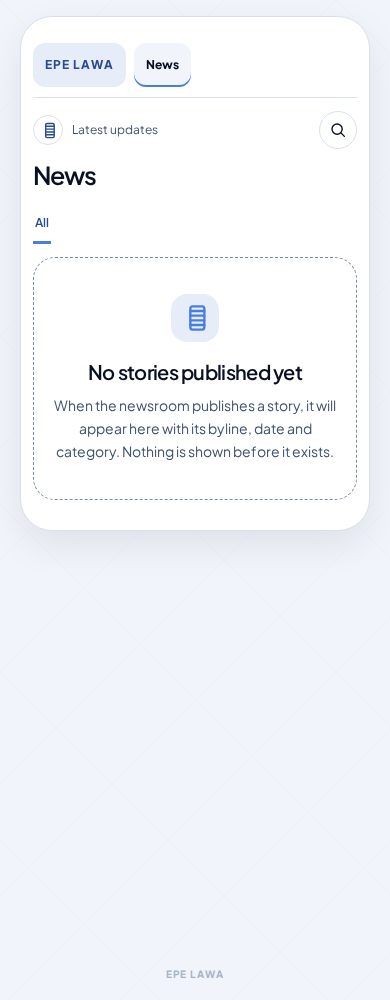 EPE LAWA
News
Latest updates
News
All
No stories published yet
When the newsroom publishes a story, it will
appear here with its byline, date and
category. Nothing is shown before it exists.
EPE LAWA